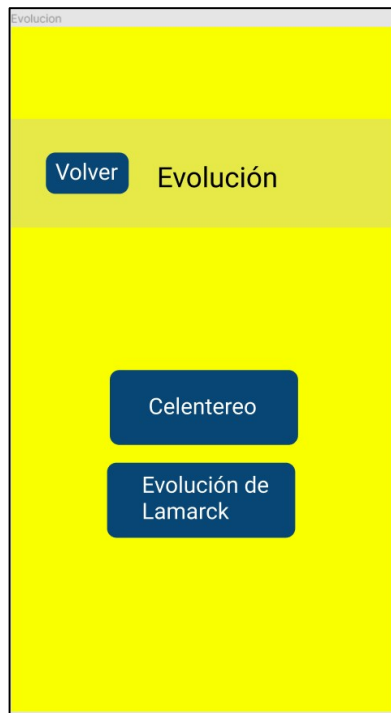 Evolucion
Volver
Evolución
Celentereo
Evolución de
Lamarck